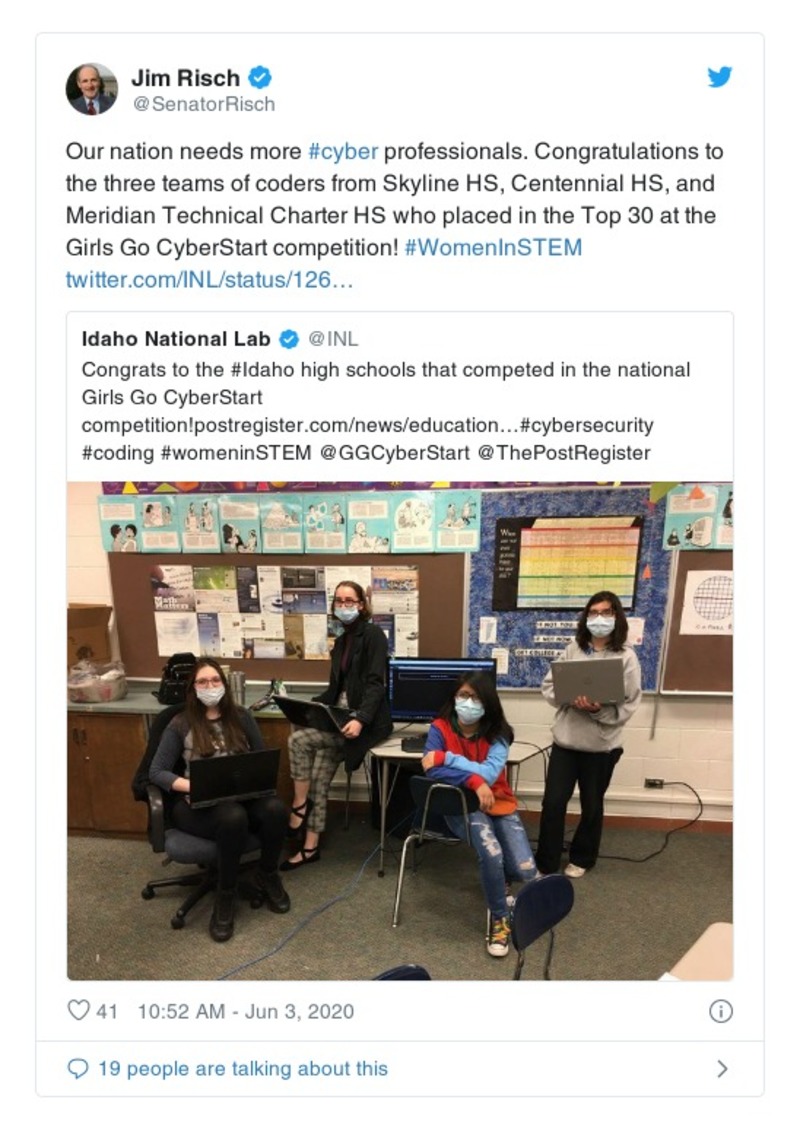 Jim Risch
@SenatorRisch
Our nation needs more #cyber professionals. Congratulations to
the three teams of coders from Skyline HS, Centennial HS, and
Meridian Technical Charter HS who placed in the Top 30 at the
Girls Go CyberStart competition! #WomenInSTEM
twitter.com/INL/status/126…
Idaho National Lab @INL
Congrats to the #Idaho high schools that competed in the national
Girls Go CyberStart
competition!postregister.com/news/education…#cybersecurity
#coding #womeninSTEM @GGCyberStart @ThePostRegister
Math
Matters
41 10:52 AM - Jun 3, 2020
19 people are talking about this